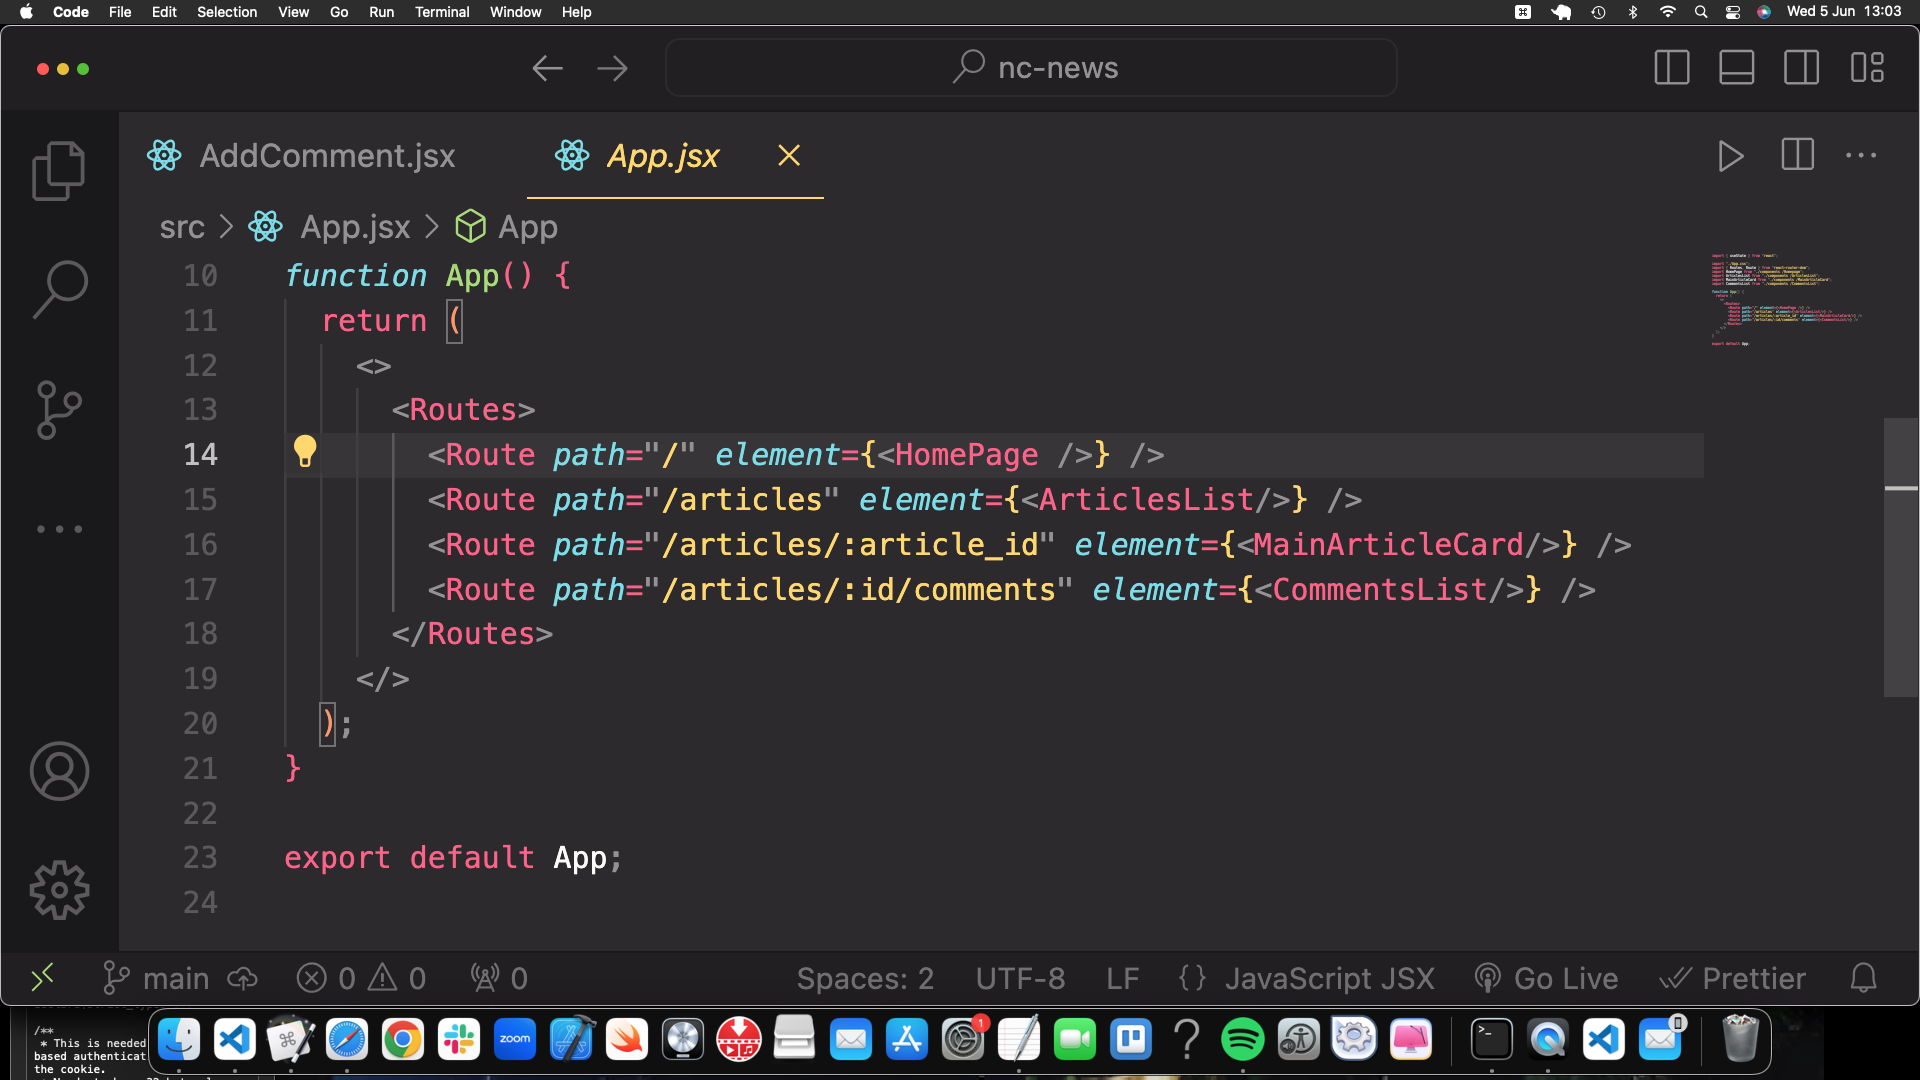 Code File Edit Selection View Go Run Terminal Window Help Wed 5 Jun 13:03
nc-news
AddComment.jsx App.jsx
src > App.jsx > App
10 function App() {
11 return (
12 <>
13 <Routes>
14 <Route path="/" element={<HomePage />} />
15 <Route path="/articles" element={<ArticlesList/>} />
16 <Route path="/articles/:article_id" element={<MainArticleCard/>} />
17 <Route path="/articles/:id/comments" element={<CommentsList/>} />
18 </Routes>
19 </>
20 );
21 }
22
23 export default App;
24
main 0 0 0 Spaces: 2 UTF-8 LF {} JavaScript JSX Go Live Prettier
/**
* This is needed
based authenticat
the cookie.
zoom
1